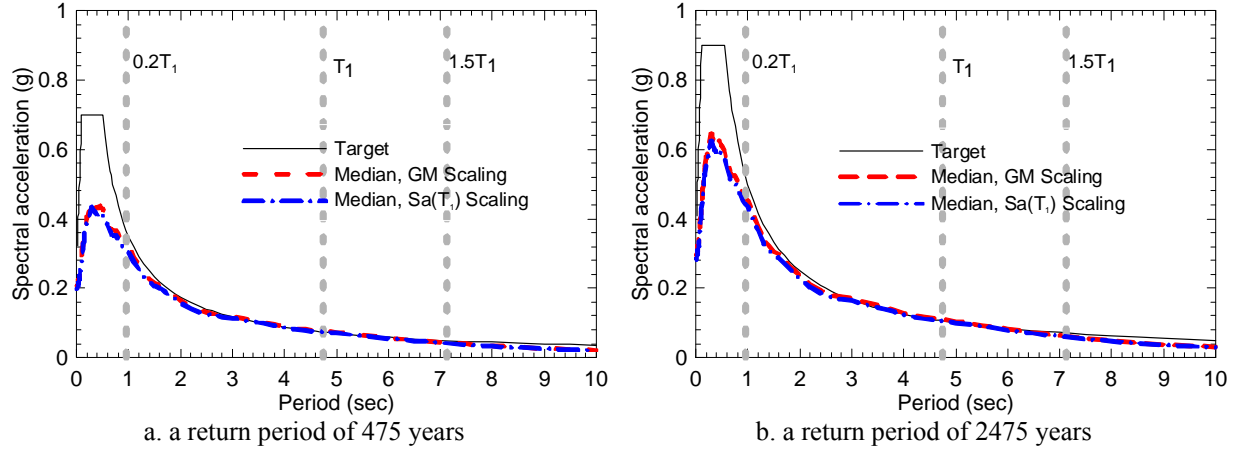 1
0.8
0.6
0.4
0.2
0
Spectral acceleration (g)
0.2T₁
T₁
1.5T₁
Target
Median, GM Scaling
Median, Sa(T₁) Scaling
0 1 2 3 4 5 6 7 8 9 10
Period (sec)
a. a return period of 475 years
1
0.8
0.6
0.4
0.2
0
Spectral acceleration (g)
0.2T₁
T₁
1.5T₁
Target
Median, GM Scaling
Median, Sa(T₁) Scaling
0 1 2 3 4 5 6 7 8 9 10
Period (sec)
b. a return period of 2475 years